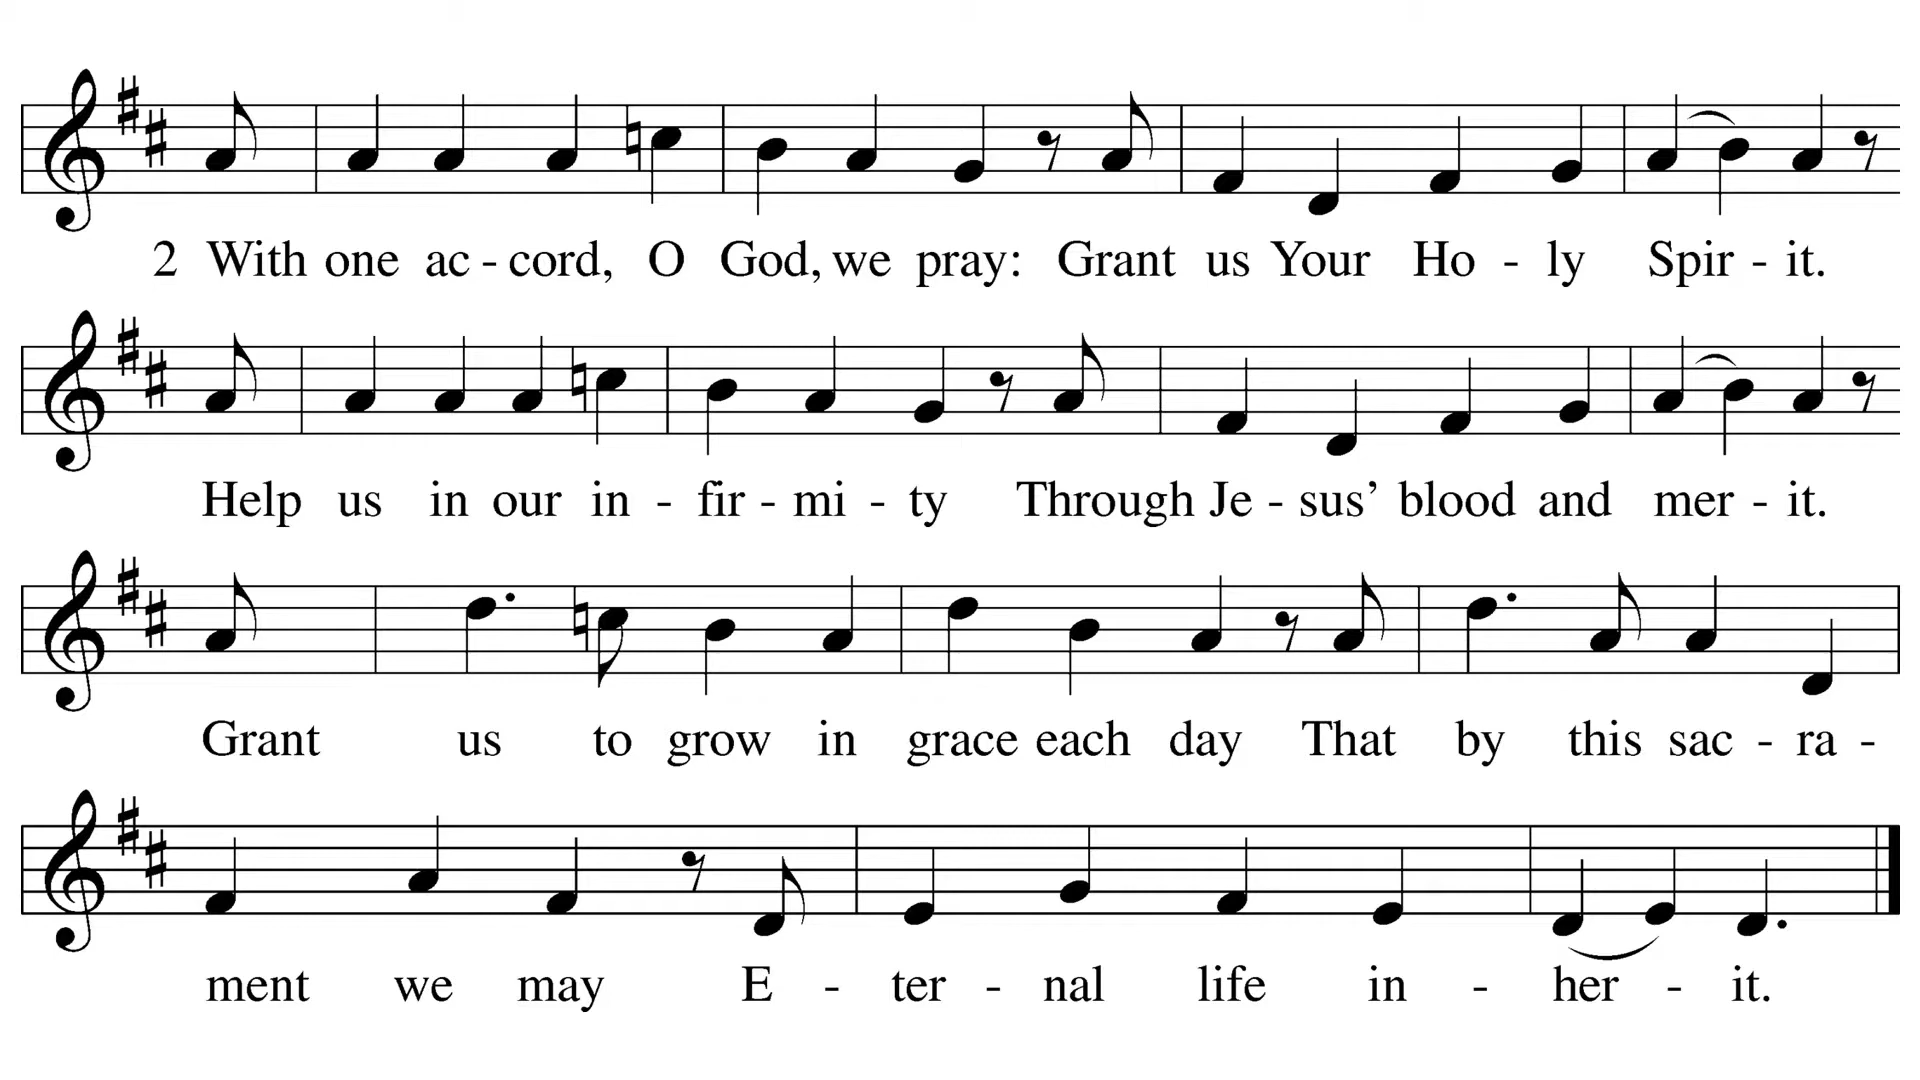 2 With one ac - cord, O God, we pray: Grant us Your Ho - ly Spir - it.
Help us in our in - fir - mi - ty Through Je - sus’ blood and mer - it.
Grant us to grow in grace each day That by this sac - ra -
ment we may E - ter - nal life in - her - it.